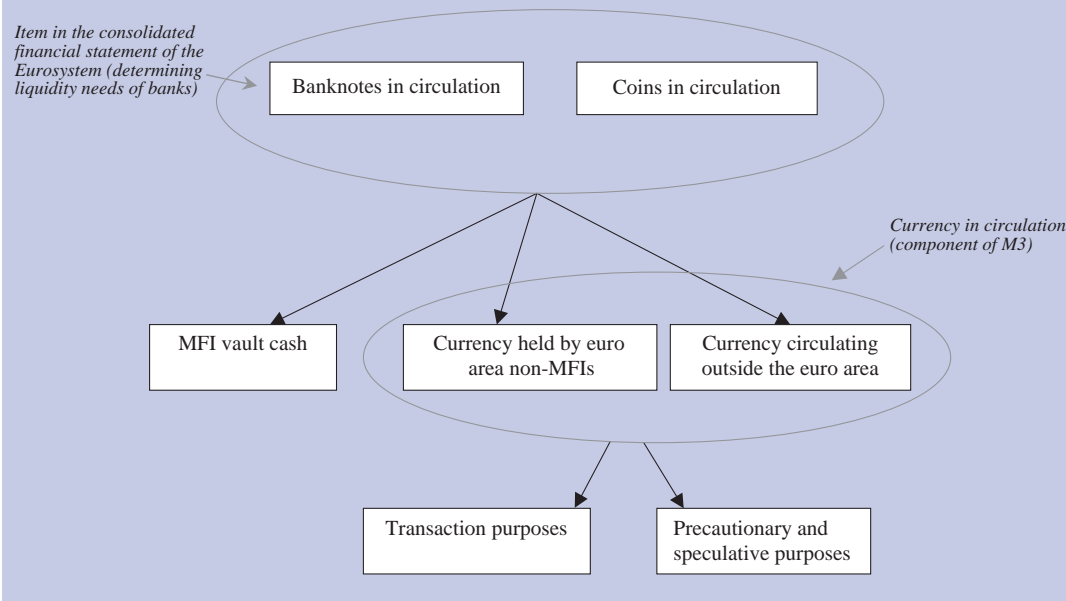 Item in the consolidated
financial statement of the
Eurosystem (determining
liquidity needs of banks)
Banknotes in circulation
Coins in circulation
Currency in circulation
(component of M3)
MFI vault cash
Currency held by euro
area non-MFIs
Currency circulating
outside the euro area
Transaction purposes
Precautionary and
speculative purposes